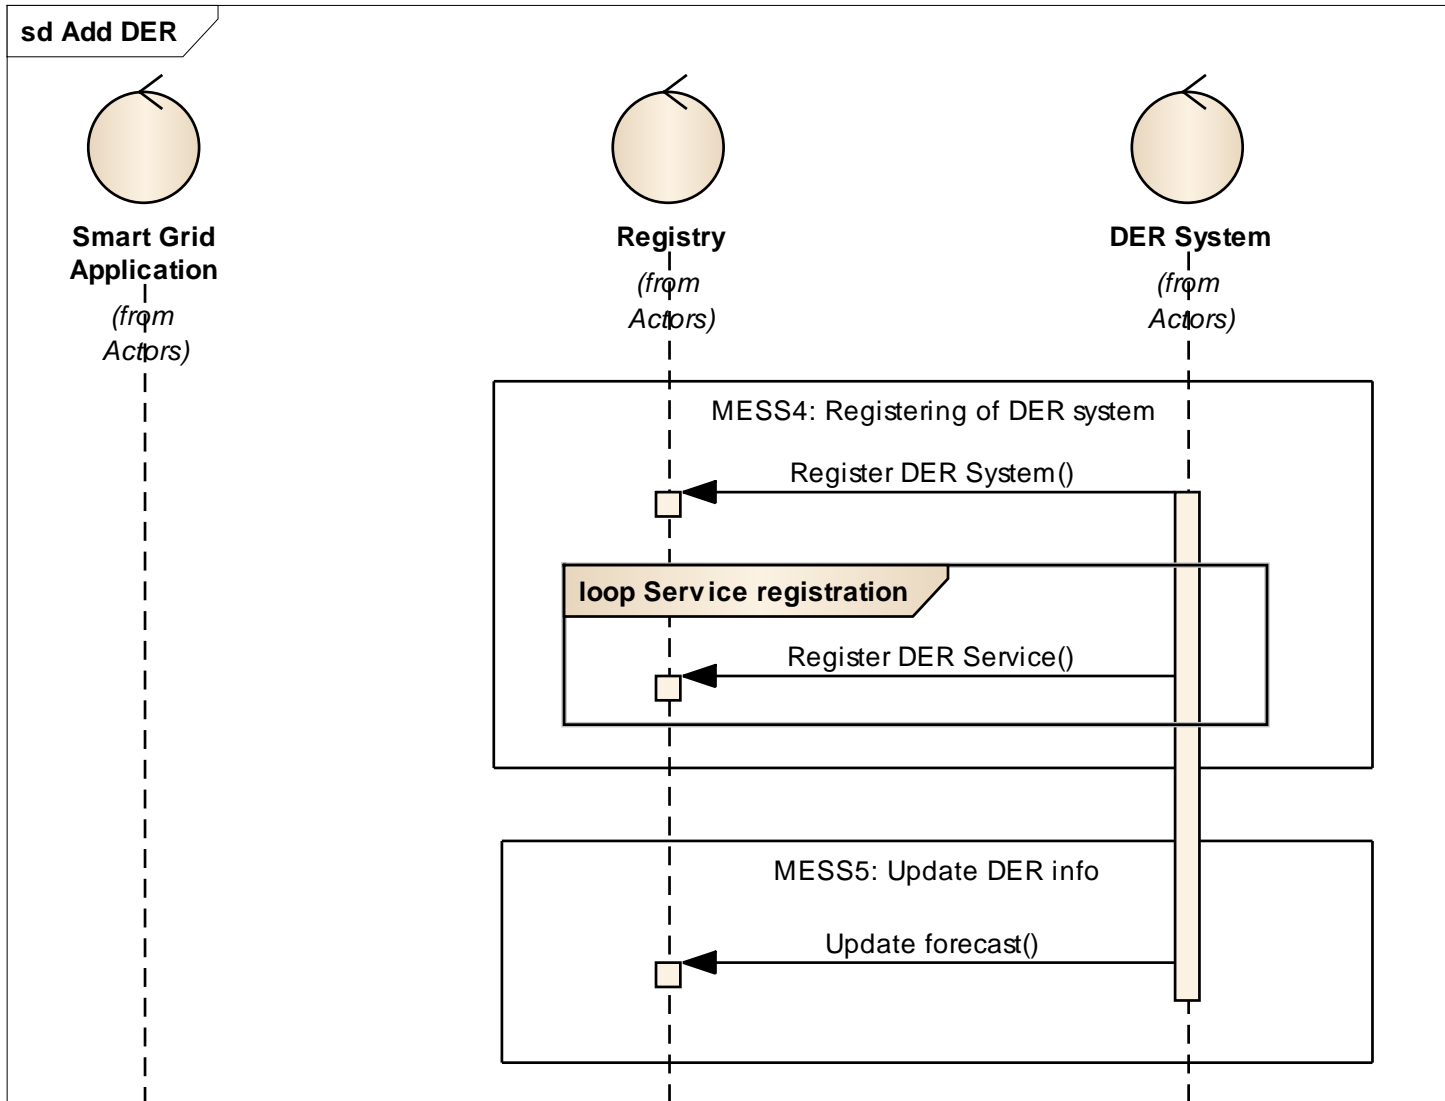 sd Add DER
Smart Grid
Application
(from
Actors)
Registry
(from
Actors)
DER System
(from
Actors)
MESS4: Registering of DER system
Register DER System()
loop Service registration
Register DER Service()
MESS5: Update DER info
Update forecast()